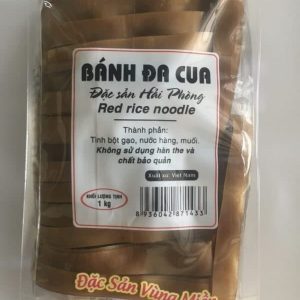 BÁNH ĐA CUA
Đặc sản Hải Phòng
Red rice noodle
Thành phần:
Tinh bột gạo, nước hàng, muối.
Không sử dụng hàn the và
chất bảo quản
Xuất xứ: Việt Nam
KHỐI LƯỢNG TỊNH
1 kg
8936042871433
Đặc Sản Vùng Miền